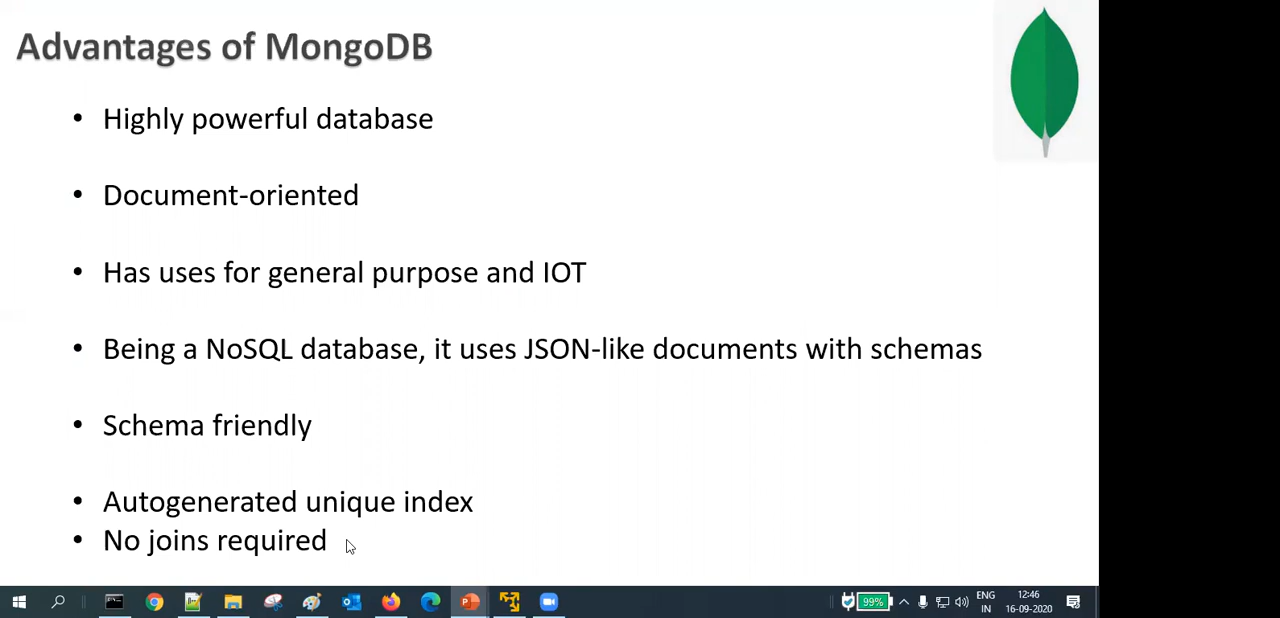 Advantages of MongoDB
• Highly powerful database
• Document-oriented
• Has uses for general purpose and IOT
• Being a NoSQL database, it uses JSON-like documents with schemas
• Schema friendly
• Autogenerated unique index
• No joins required
99%
ENG
IN
12:46
16-09-2020